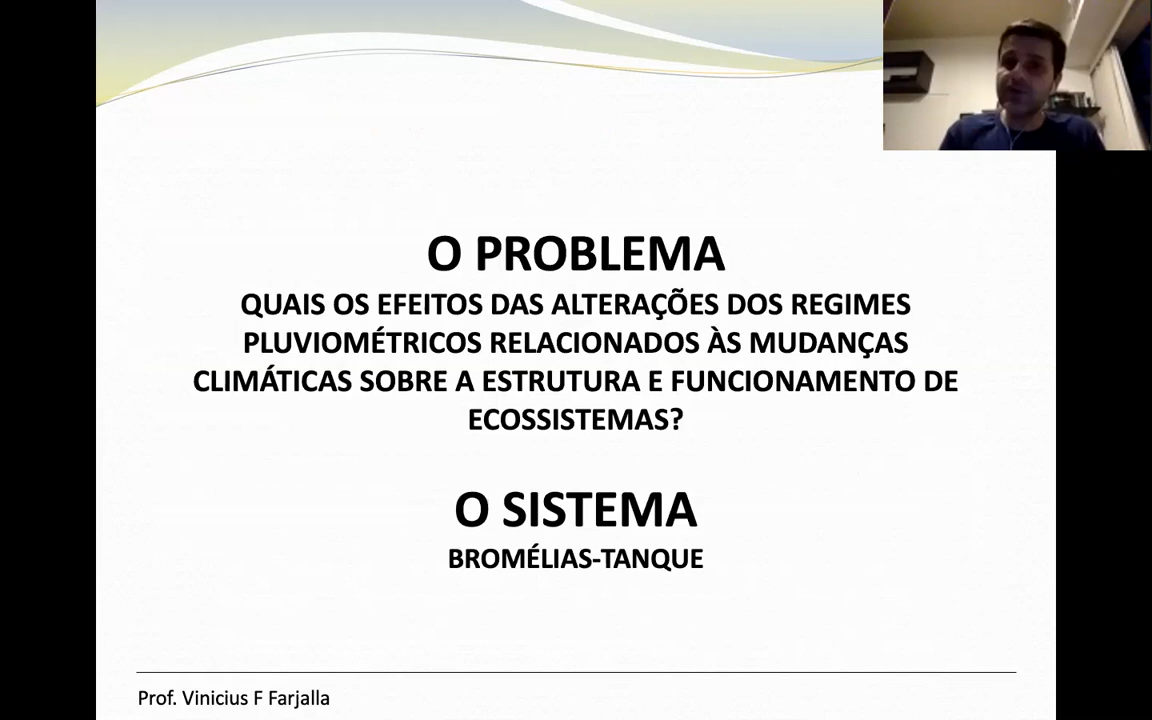 O PROBLEMA
QUAIS OS EFEITOS DAS ALTERAÇÕES DOS REGIMES
PLUVIOMÉTRICOS RELACIONADOS ÀS MUDANÇAS
CLIMÁTICAS SOBRE A ESTRUTURA E FUNCIONAMENTO DE
ECOSSISTEMAS?
O SISTEMA
BROMÉLIAS-TANQUE
Prof. Vinicius F Farjalla